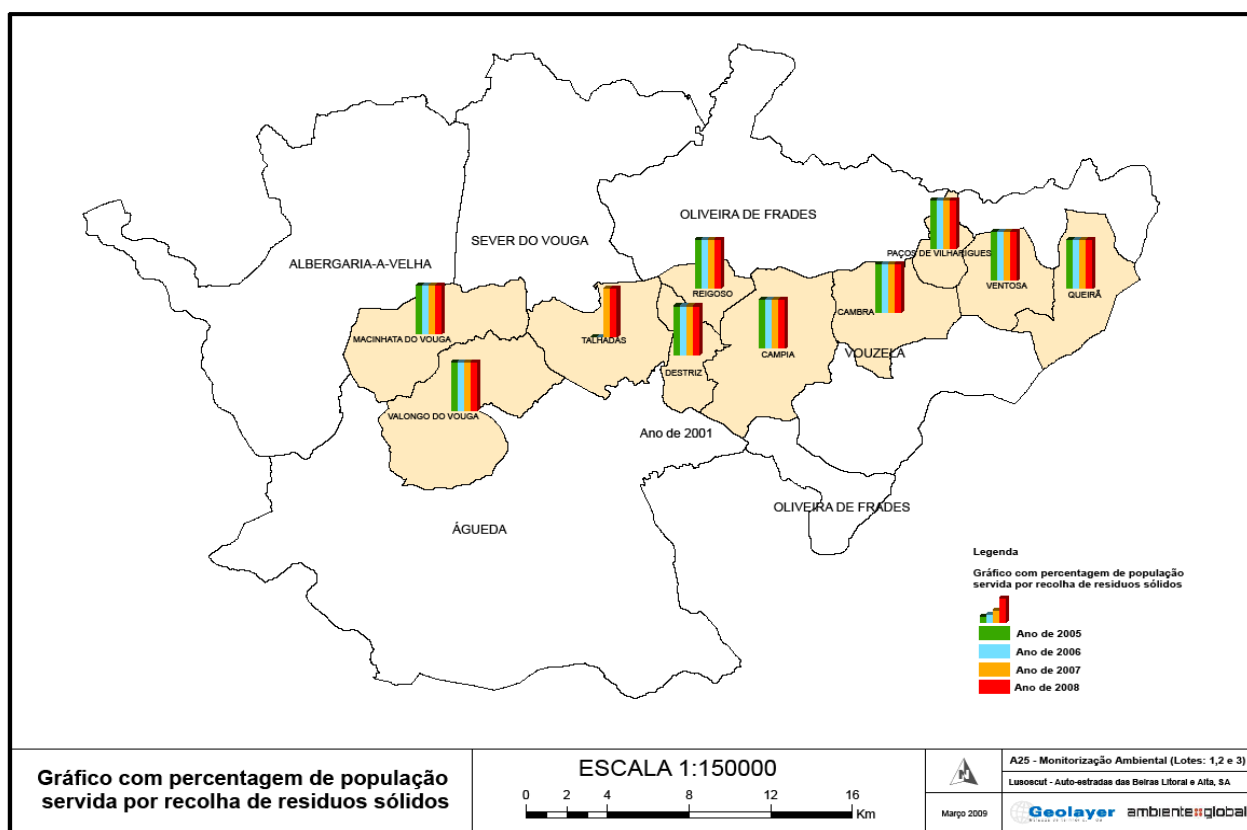 OLIVEIRA DE FRADES
SEVER DO VOUGA
ALBERGARIA-A-VELHA
PAÇOS DE VILHARIGUES
VENTOSA
QUEIRÃ
REIGOSO
CAMBRA
MACINHATA DO VOUGA
TALHADAS
CAMPIA
VOUZELA
DESTRIZ
VALONGO DO VOUGA
Ano de 2001
OLIVEIRA DE FRADES
ÁGUEDA
Legenda
Gráfico com percentagem de população
servida por recolha de residuos sólidos
Ano de 2005
Ano de 2006
Ano de 2007
Ano de 2008
Gráfico com percentagem de população
servida por recolha de residuos sólidos
ESCALA 1:150000
0 2 4 8 12 16
Km
N
Março 2009
A25 - Monitorização Ambiental (Lotes: 1,2 e 3)
Lusoscut - Auto-estradas das Beiras Litoral e Alta, SA
Geolayer
ambiente global